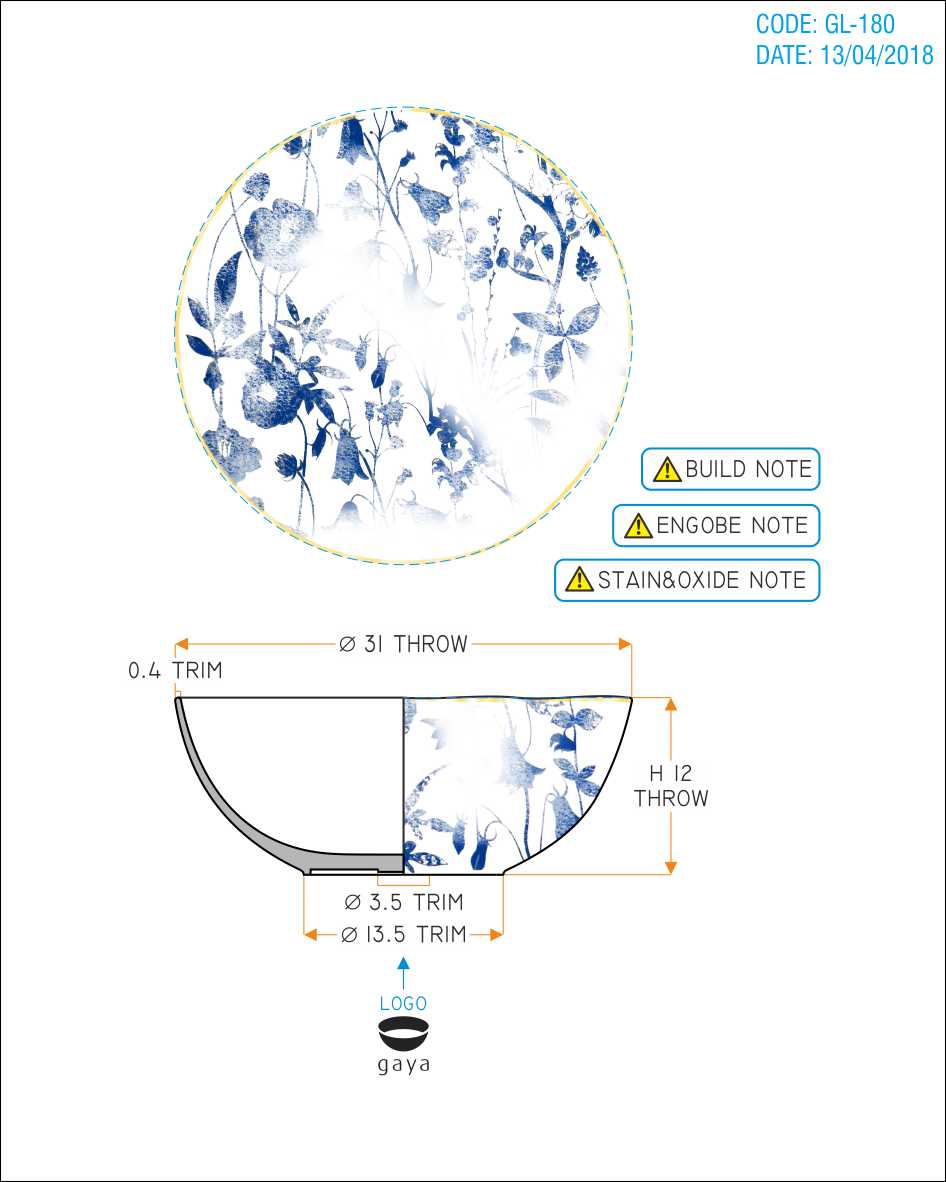 CODE: GL-180
DATE: 13/04/2018
BUILD NOTE
ENGOBE NOTE
STAIN&OXIDE NOTE
Ø 31 THROW
0.4 TRIM
H 12
THROW
Ø 3.5 TRIM
Ø 13.5 TRIM
LOGO
gaya